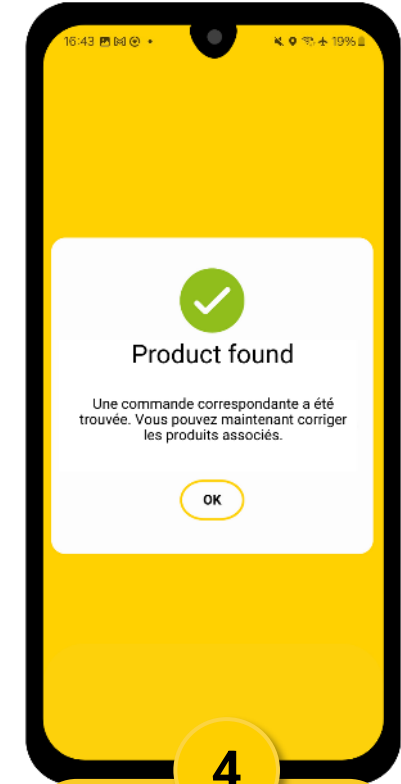 16:43
19%
Product found
Une commande correspondante a été
trouvée. Vous pouvez maintenant corriger
les produits associés.
OK
4